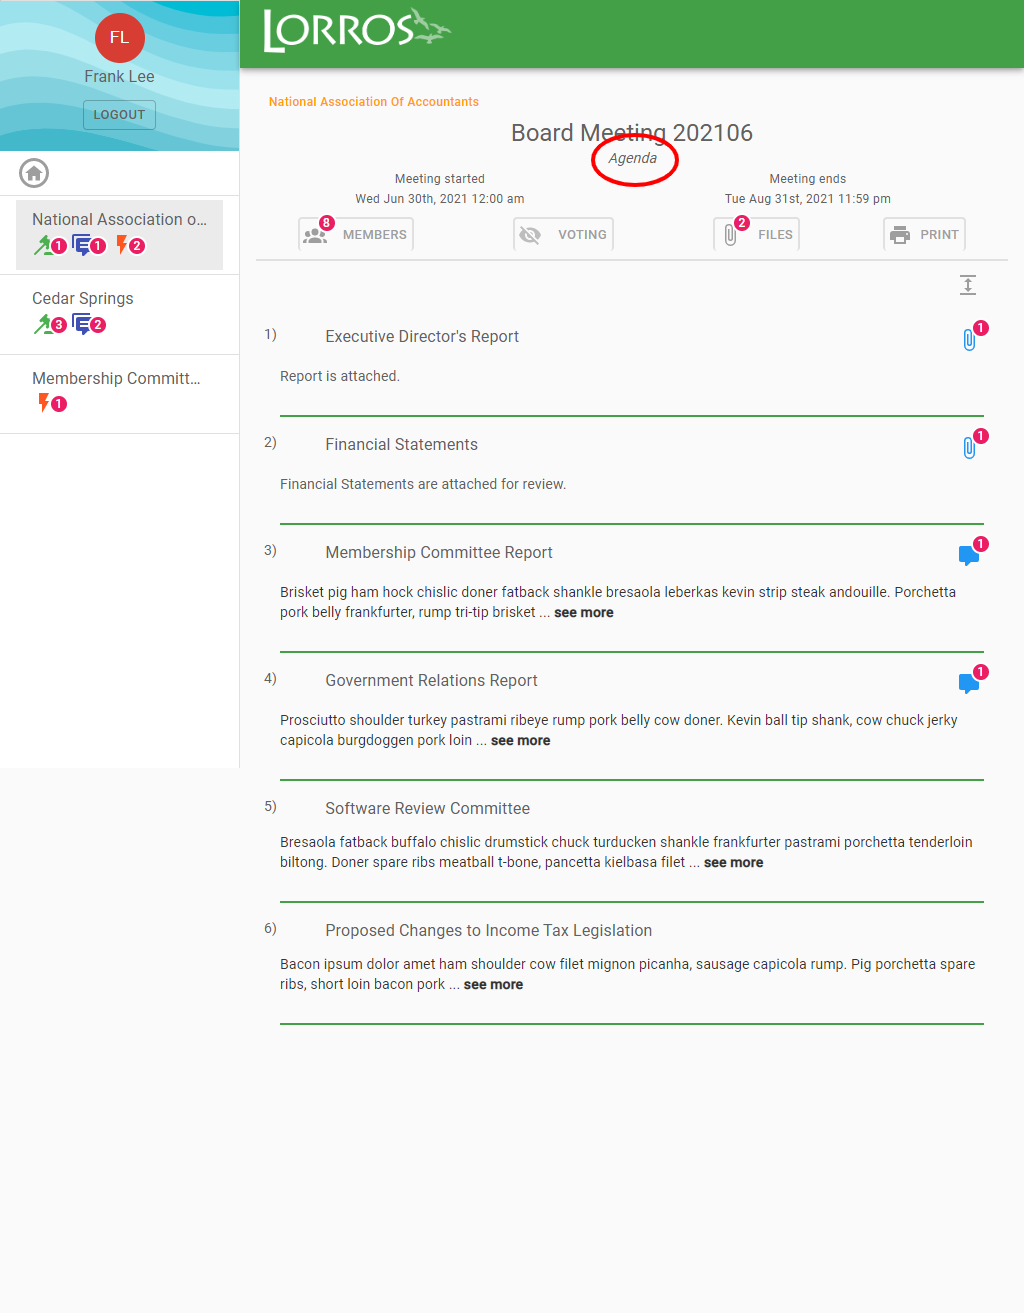 LORROS
FL
Frank Lee
LOGOUT
National Association o...
1 1 2
Cedar Springs
3 2
Membership Committ...
1
National Association Of Accountants
Board Meeting 202106
Agenda
Meeting started Meeting ends
Wed Jun 30th, 2021 12:00 am Tue Aug 31st, 2021 11:59 pm
8 MEMBERS VOTING 2 FILES PRINT
1) Executive Director's Report 1
Report is attached.
2) Financial Statements 1
Financial Statements are attached for review.
3) Membership Committee Report 1
Brisket pig ham hock chislic doner fatback shankle bresaola leberkas kevin strip steak andouille. Porchetta
pork belly frankfurter, rump tri-tip brisket ... see more
4) Government Relations Report 1
Prosciutto shoulder turkey pastrami ribeye rump pork belly cow doner. Kevin ball tip shank, cow chuck jerky
capicola burgdoggen pork loin ... see more
5) Software Review Committee
Bresaola fatback buffalo chislic drumstick chuck turducken shankle frankfurter pastrami porchetta tenderloin
biltong. Doner spare ribs meatball t-bone, pancetta kielbasa filet ... see more
6) Proposed Changes to Income Tax Legislation
Bacon ipsum dolor amet ham shoulder cow filet mignon picanha, sausage capicola rump. Pig porchetta spare
ribs, short loin bacon pork ... see more